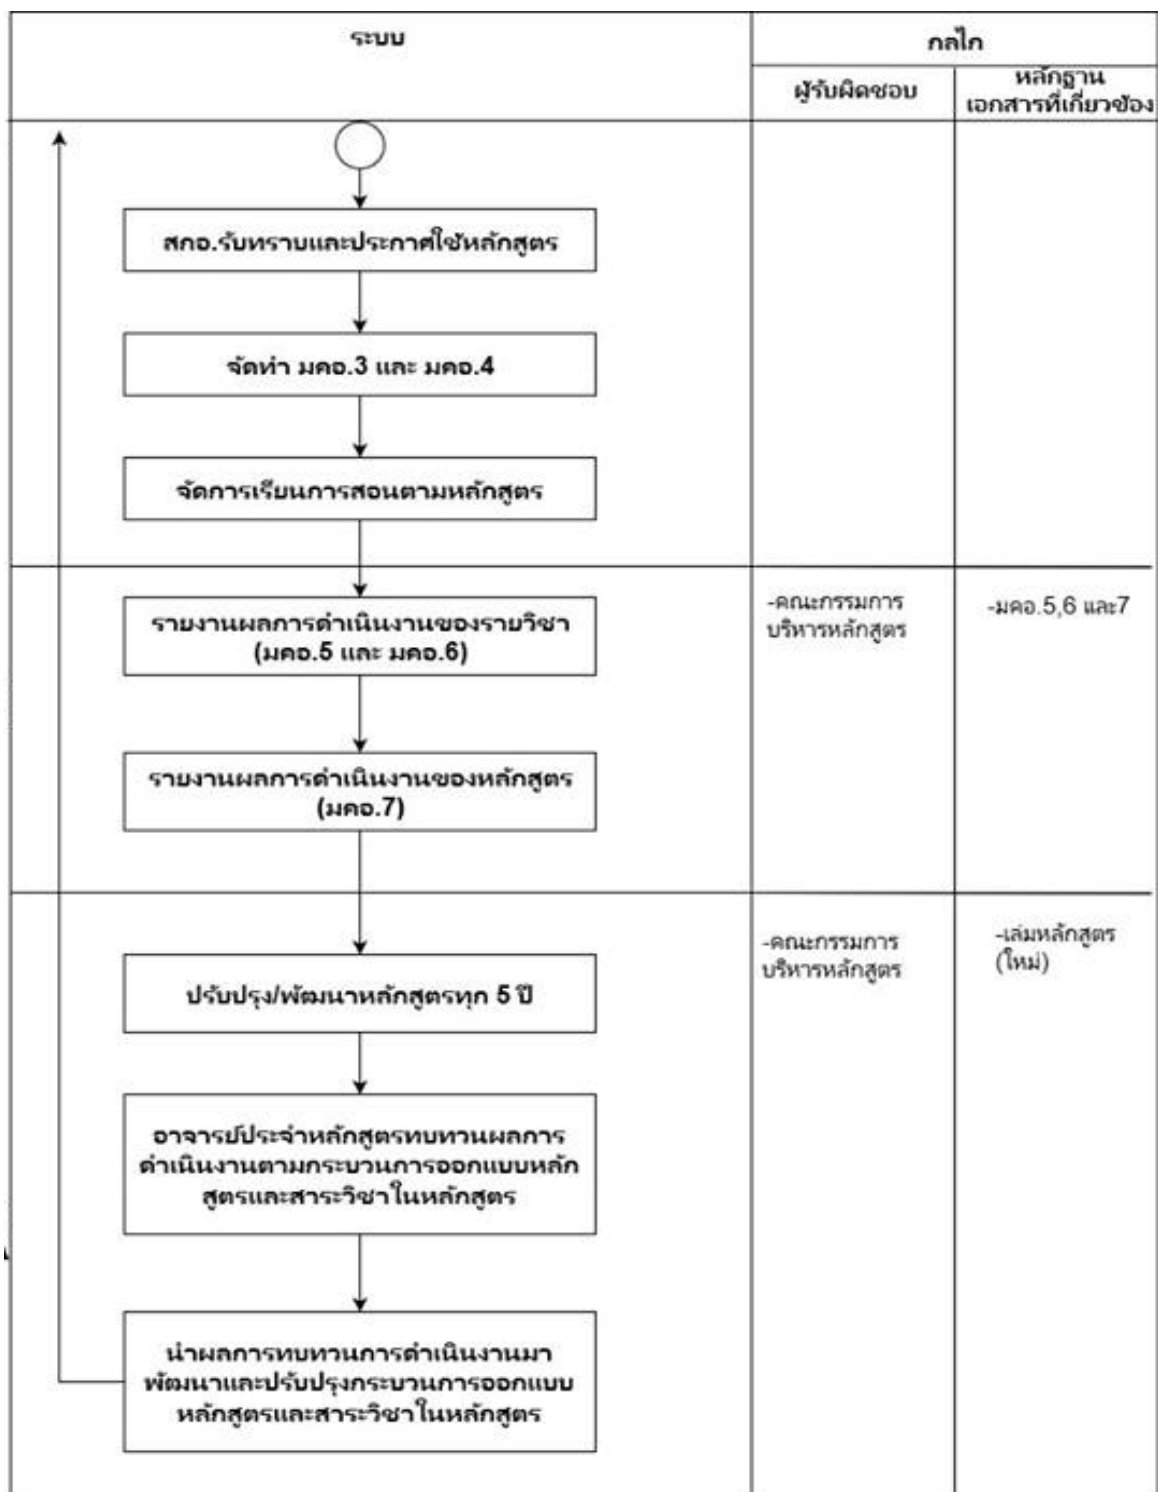 ระบบ
กลไก
ผู้รับผิดชอบ
หลักฐาน
เอกสารที่เกี่ยวข้อง
สกอ.รับทราบและประกาศใช้หลักสูตร
จัดทำ มคอ.3 และ มคอ.4
จัดการเรียนการสอนตามหลักสูตร
รายงานผลการดำเนินงานของรายวิชา
(มคอ.5 และ มคอ.6)
-คณะกรรมการ
บริหารหลักสูตร
-มคอ.5,6 และ7
รายงานผลการดำเนินงานของหลักสูตร
(มคอ.7)
ปรับปรุง/พัฒนาหลักสูตรทุก 5 ปี
-คณะกรรมการ
บริหารหลักสูตร
-เล่มหลักสูตร
(ใหม่)
อาจารย์ประจำหลักสูตรทบทวนผลการ
ดำเนินงานตามกระบวนการออกแบบหลัก
สูตรและสาระวิชาในหลักสูตร
นำผลการทบทวนการดำเนินงานมา
พัฒนาและปรับปรุงกระบวนการออกแบบ
หลักสูตรและสาระวิชาในหลักสูตร